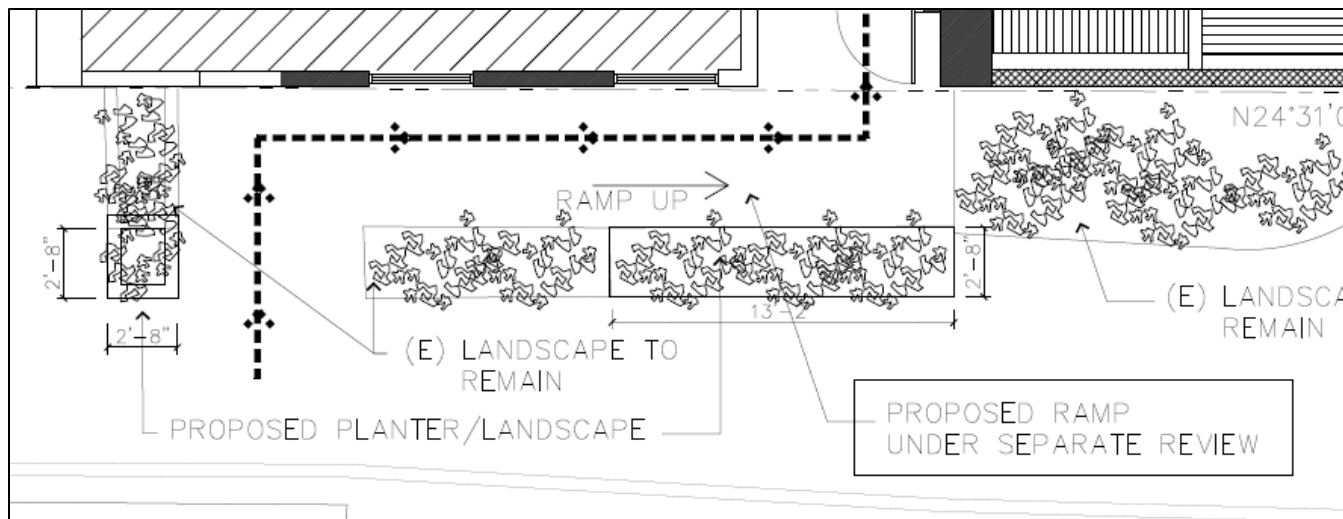 N24°31'0
RAMP UP
2'-8"
2'-8"
2'-8"
13'-2
(E) LANDSCA
REMAIN
(E) LANDSCAPE TO
REMAIN
PROPOSED PLANTER/LANDSCAPE
PROPOSED RAMP
UNDER SEPARATE REVIEW